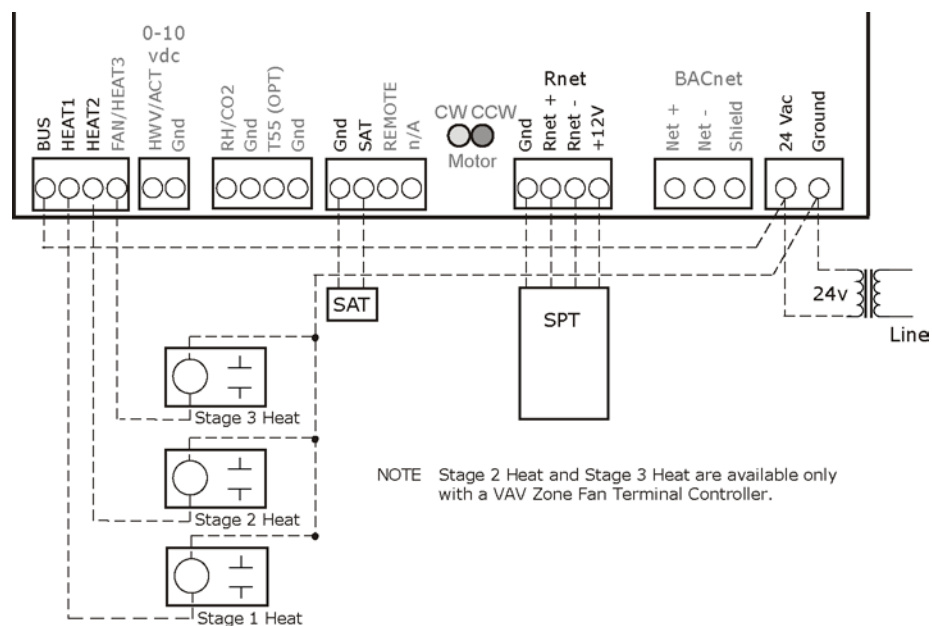 0-10
vdc
BUS
HEAT1
HEAT2
FAN/HEAT3
HWV/ACT
Gnd
RH/CO2
Gnd
T55 (OPT)
Gnd
Gnd
SAT
REMOTE
n/A
CW CCW
Motor
Rnet
Gnd
Rnet +
Rnet -
+12V
BACnet
Net +
Net -
Shield
24 Vac
Ground
SAT
SPT
24v
Line
Stage 3 Heat
Stage 2 Heat
Stage 1 Heat
NOTE Stage 2 Heat and Stage 3 Heat are available only
with a VAV Zone Fan Terminal Controller.